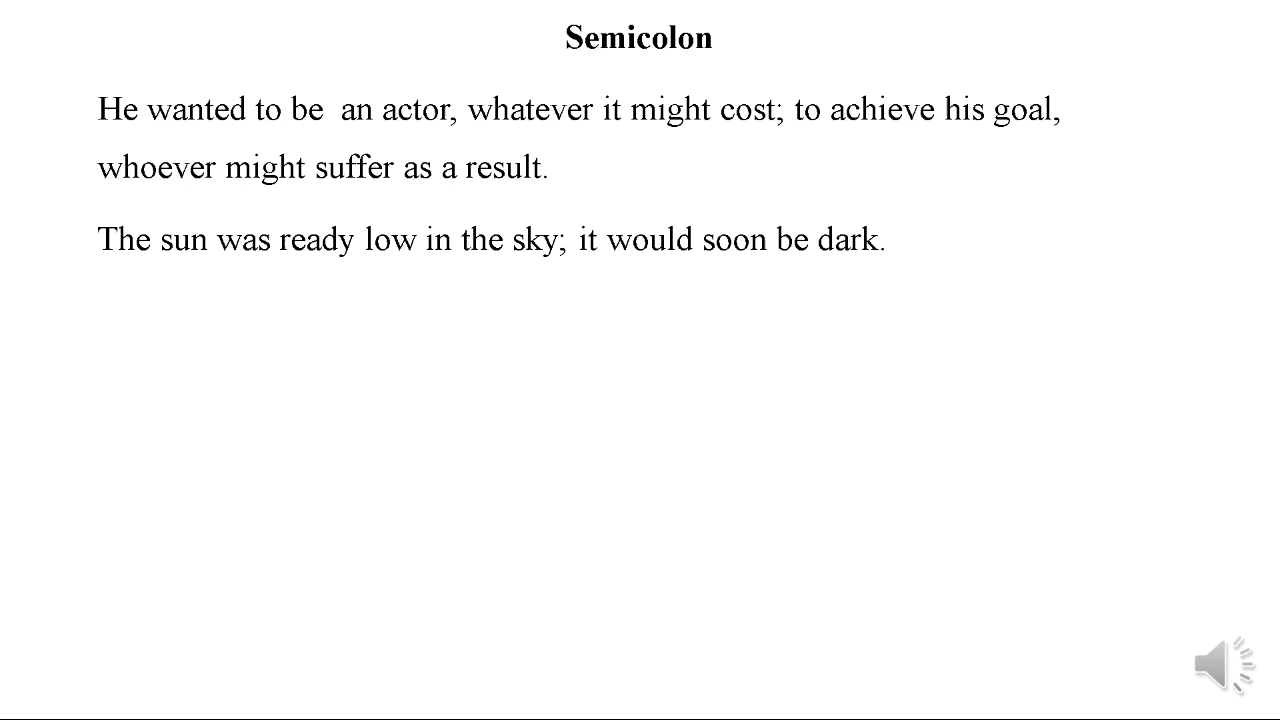 Semicolon
He wanted to be  an actor, whatever it might cost; to achieve his goal,
whoever might suffer as a result.
The sun was ready low in the sky; it would soon be dark.